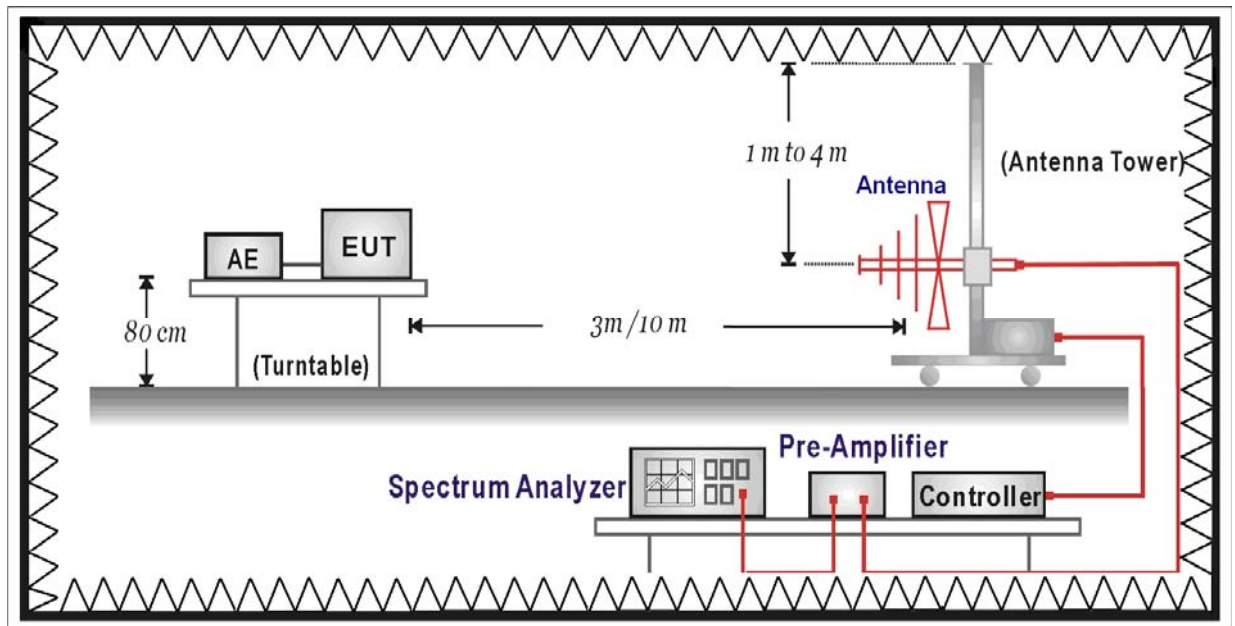 1 m to 4 m
(Antenna Tower)
Antenna
AE
EUT
80 cm
3m/10 m
(Turntable)
Pre-Amplifier
Spectrum Analyzer
Controller